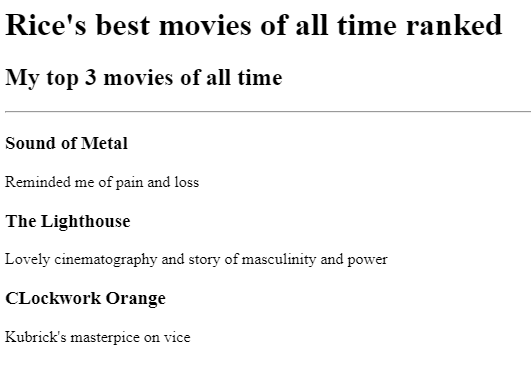 Rice's best movies of all time ranked
My top 3 movies of all time
Sound of Metal
Reminded me of pain and loss
The Lighthouse
Lovely cinematography and story of masculinity and power
CLockwork Orange
Kubrick's masterpice on vice